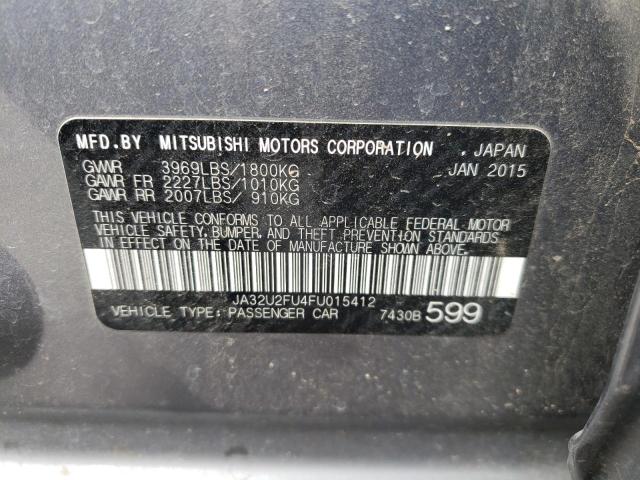 MFD.BY MITSUBISHI MOTORS CORPORATION . JAPAN
GVWR 3969LBS/1800KG JAN 2015
GAWR FR 2227LBS/1010KG
GAWR RR 2007LBS/ 910KG
THIS VEHICLE CONFORMS TO ALL APPLICABLE FEDERAL MOTOR
VEHICLE SAFETY, BUMPER, AND THEFT PREVENTION STANDARDS
IN EFFECT ON THE DATE OF MANUFACTURE SHOWN ABOVE.
JA32U2FU4FU015412
VEHICLE TYPE: PASSENGER CAR 7430B 599